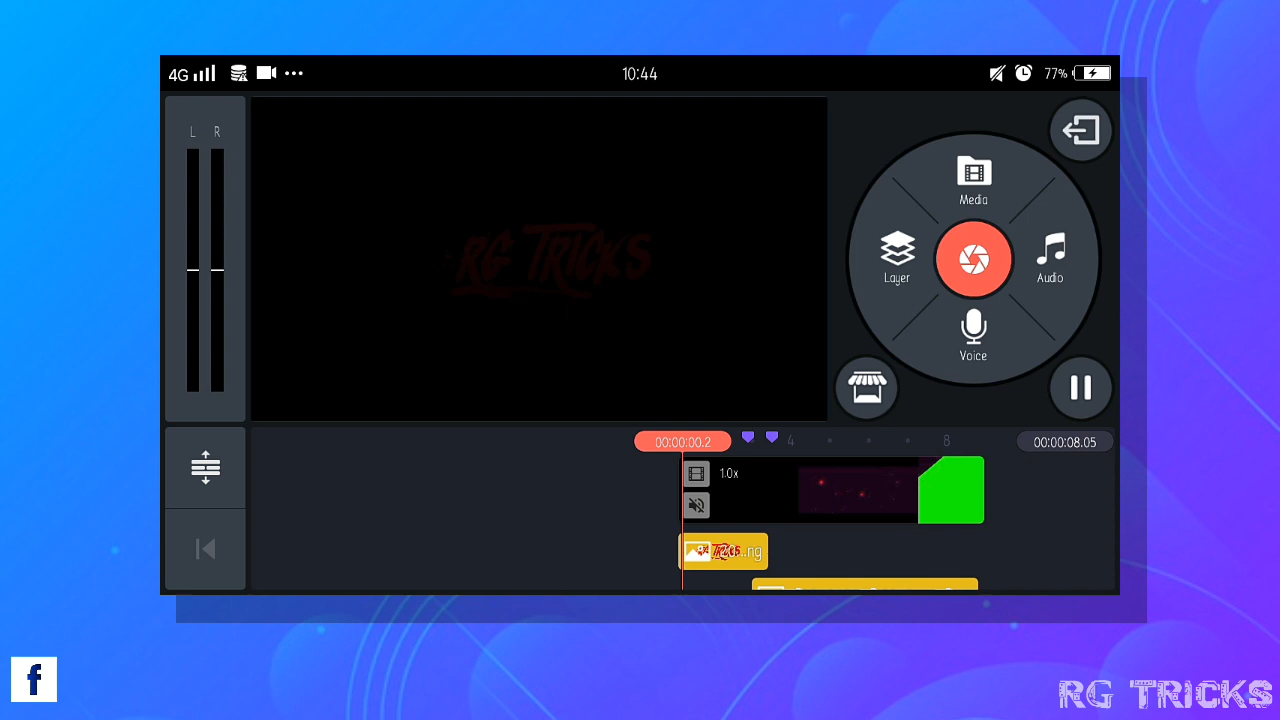 4G
10:44
77%
L R
RG TRICKS
Media
Layer
Audio
Voice
00:00:00.2
4
8
00:00:08.05
1.0x
TRICKS..ng
f
RG TRICKS